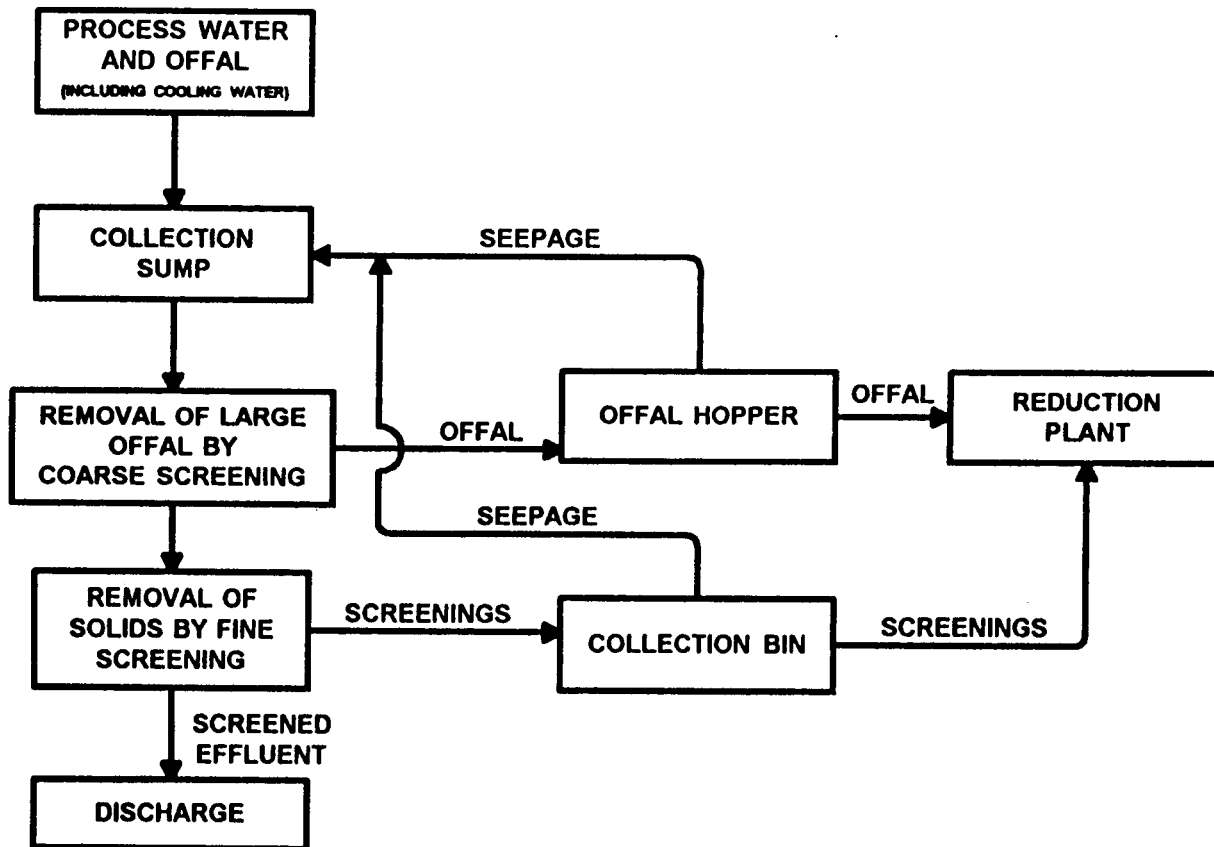 PROCESS WATER
AND OFFAL
(INCLUDING COOLING WATER)
COLLECTION
SUMP
SEEPAGE
REMOVAL OF LARGE
OFFAL BY
COARSE SCREENING
OFFAL
OFFAL HOPPER
OFFAL
REDUCTION
PLANT
SEEPAGE
REMOVAL OF
SOLIDS BY FINE
SCREENING
SCREENINGS
COLLECTION BIN
SCREENINGS
SCREENED
EFFLUENT
DISCHARGE